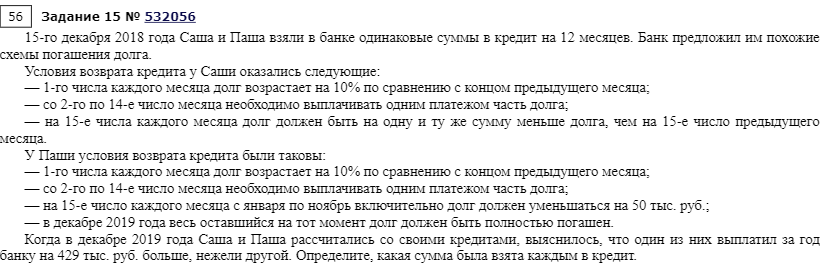 56 Задание 15 № 532056
15-го декабря 2018 года Саша и Паша взяли в банке одинаковые суммы в кредит на 12 месяцев. Банк предложил им похожие
схемы погашения долга.
Условия возврата кредита у Саши оказались следующие:
— 1-го числа каждого месяца долг возрастает на 10% по сравнению с концом предыдущего месяца;
— со 2-го по 14-е число месяца необходимо выплачивать одним платежом часть долга;
— на 15-е числа каждого месяца долг должен быть на одну и ту же сумму меньше долга, чем на 15-е число предыдущего
месяца.
У Паши условия возврата кредита были таковы:
— 1-го числа каждого месяца долг возрастает на 10% по сравнению с концом предыдущего месяца;
— со 2-го по 14-е число месяца необходимо выплачивать одним платежом часть долга;
— на 15-е число каждого месяца с января по ноябрь включительно долг должен уменьшаться на 50 тыс. руб.;
— в декабре 2019 года весь оставшийся на тот момент долг должен быть полностью погашен.
Когда в декабре 2019 года Саша и Паша рассчитались со своими кредитами, выяснилось, что один из них выплатил за год
банку на 429 тыс. руб. больше, нежели другой. Определите, какая сумма была взята каждым в кредит.